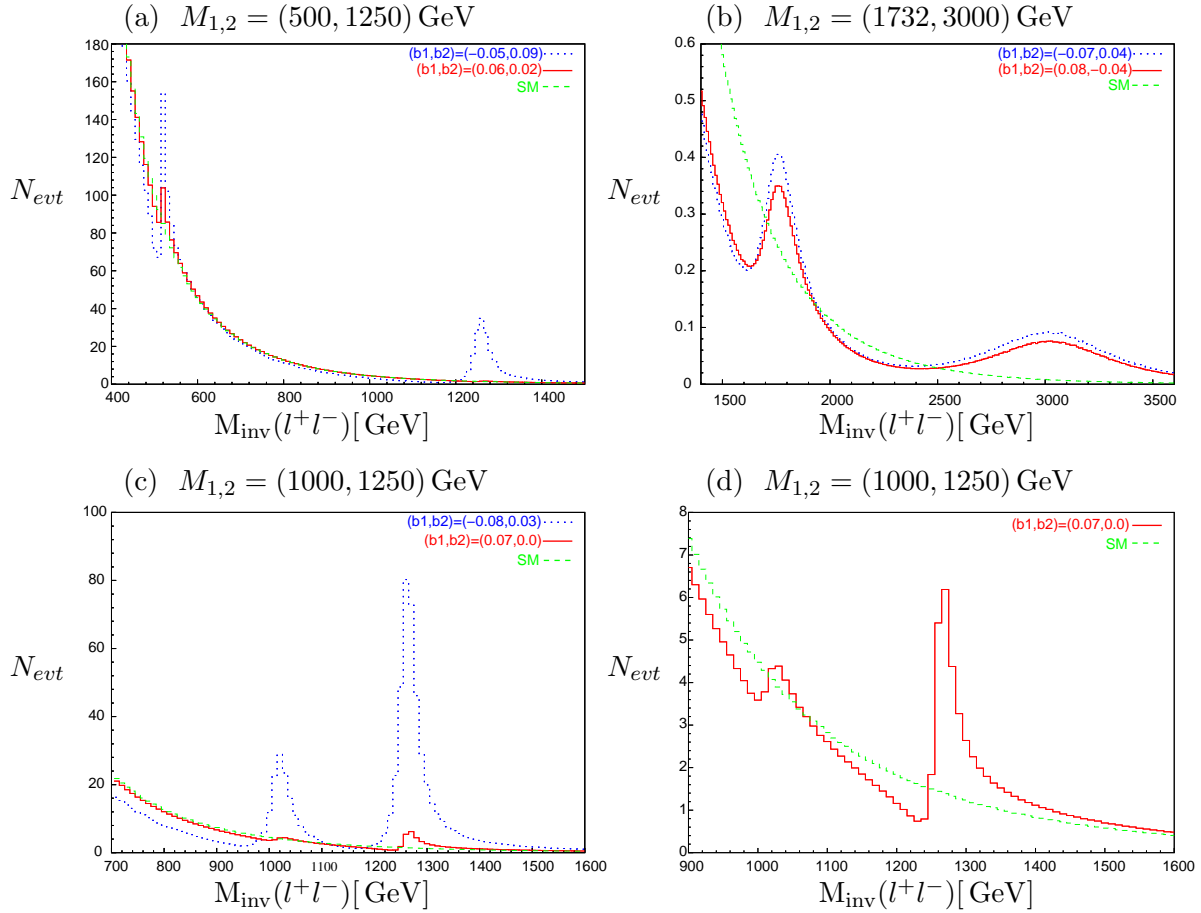 (a) M1,2 = (500, 1250) GeV
180
160
140
120
100
80
60
40
20
0
Nevt
(b1,b2)=(−0.05,0.09)
(b1,b2)=(0.06,0.02)
SM
400 600 800 1000 1200 1400
Minv(l+l−)[GeV]
(b) M1,2 = (1732, 3000) GeV
0.6
0.5
0.4
0.3
0.2
0.1
0
Nevt
(b1,b2)=(−0.07,0.04)
(b1,b2)=(0.08,−0.04)
SM
1500 2000 2500 3000 3500
Minv(l+l−)[GeV]
(c) M1,2 = (1000, 1250) GeV
100
80
60
40
20
0
Nevt
(b1,b2)=(−0.08,0.03)
(b1,b2)=(0.07,0.0)
SM
700 800 900 1000 1100 1200 1300 1400 1500 1600
Minv(l+l−)[GeV]
(d) M1,2 = (1000, 1250) GeV
8
7
6
5
4
3
2
1
0
Nevt
(b1,b2)=(0.07,0.0)
SM
900 1000 1100 1200 1300 1400 1500 1600
Minv(l+l−)[GeV]